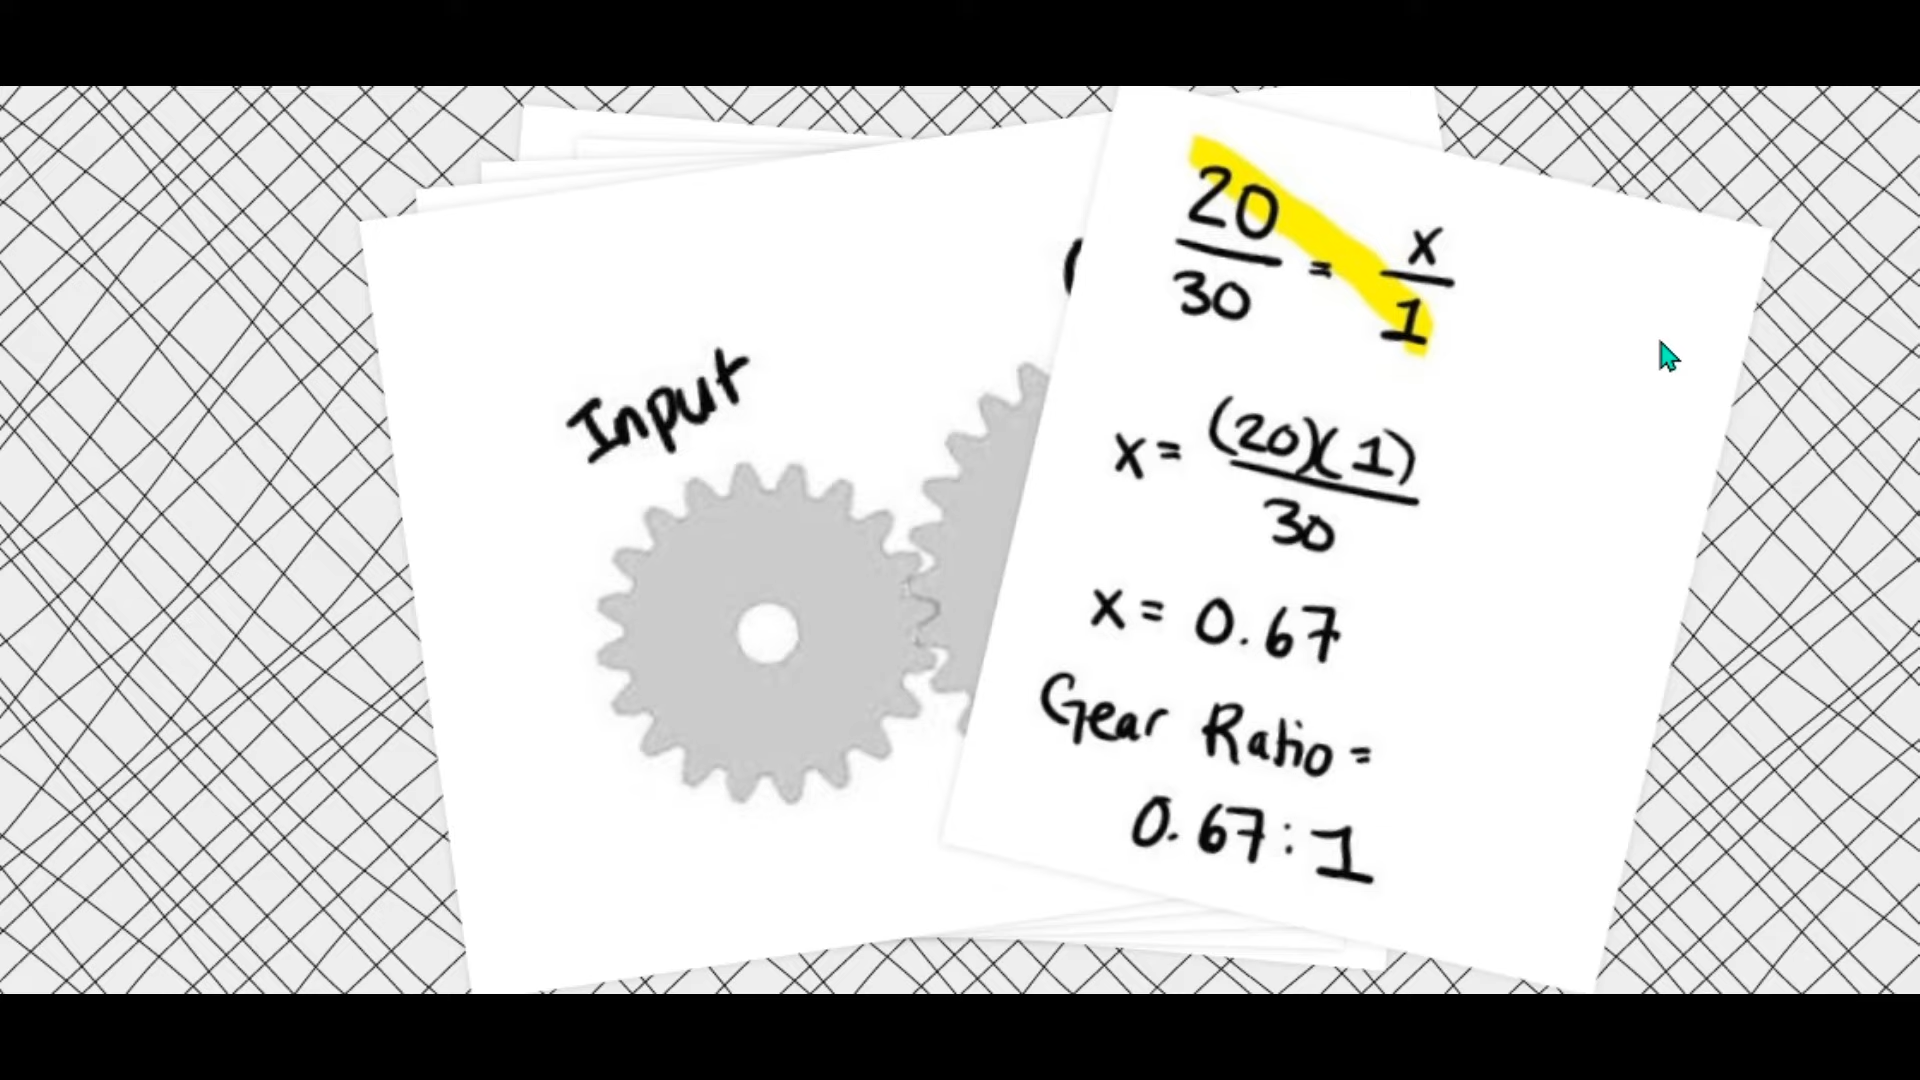 Input
20/30 = x/1
x = (20)(1)/30
x = 0.67
Gear Ratio =
0.67:1